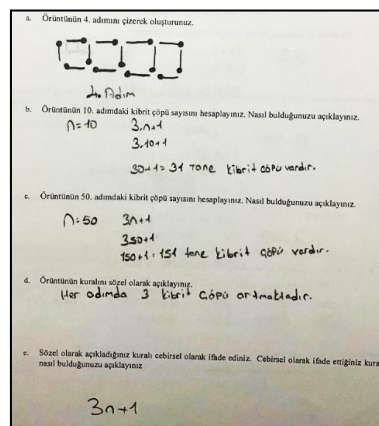 a. Örüntünün 4. adımını çizerek oluşturunuz.
4. Adım
b. Örüntünün 10. adımdaki kibrit çöpü sayısını hesaplayınız. Nasıl bulduğunuzu açıklayınız.
n=10 3.n+1
3.10+1
30+1=31 tane kibrit çöpü vardır.
c. Örüntünün 50. adımdaki kibrit çöpü sayısını hesaplayınız. Nasıl bulduğunuzu açıklayınız.
n=50 3n+1
3.50+1
150+1=151 tane kibrit çöpü vardır.
d. Örüntünün kuralını sözel olarak açıklayınız.
Her adımda 3 kibrit çöpü artmaktadır.
e. Sözel olarak açıkladığınız kuralı cebirsel olarak ifade ediniz. Cebirsel olarak ifade ettiğiniz kura
nasıl bulduğunuzu açıklayınız
3n+1